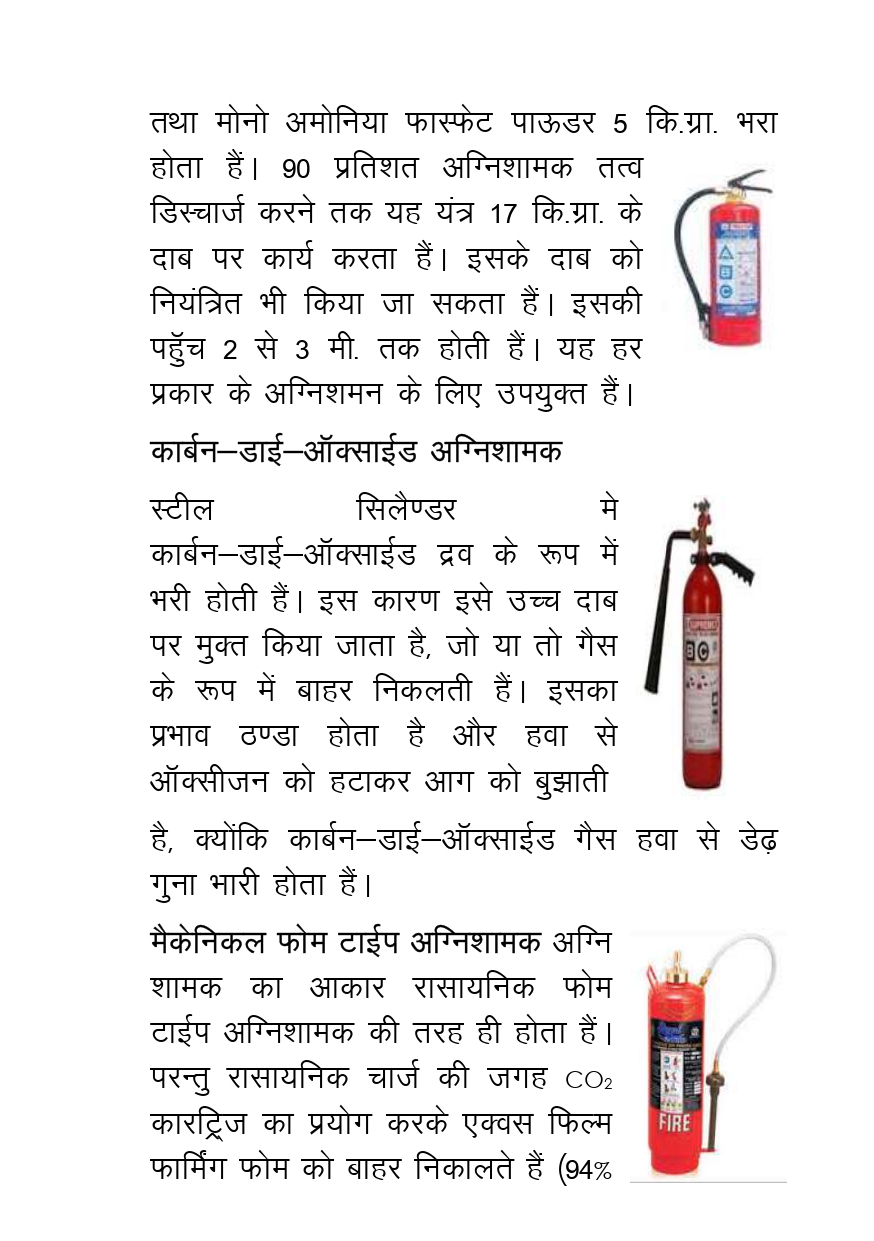 तथा मोनो अमोनिया फास्फेट पाऊडर 5 कि.ग्रा. भरा
होता हैं। 90 प्रतिशत अग्निशामक तत्व
डिस्चार्ज करने तक यह यंत्र 17 कि.ग्रा. के
दाब पर कार्य करता हैं। इसके दाब को
नियंत्रित भी किया जा सकता हैं। इसकी
पहुॅच 2 से 3 मी. तक होती हैं। यह हर
प्रकार के अग्निशमन के लिए उपयुक्त हैं।
कार्बन–डाई–ऑक्साईड अग्निशामक
स्टील सिलैण्डर मे
कार्बन–डाई–ऑक्साईड द्रव के रूप में
भरी होती हैं। इस कारण इसे उच्च दाब
पर मुक्त किया जाता है, जो या तो गैस
के रूप में बाहर निकलती हैं। इसका
प्रभाव ठण्डा होता है और हवा से
ऑक्सीजन को हटाकर आग को बुझाती
है, क्योंकि कार्बन–डाई–ऑक्साईड गैस हवा से डेढ़
गुना भारी होता हैं।
मैकेनिकल फोम टाईप अग्निशामक अग्नि
शामक का आकार रासायनिक फोम
टाईप अग्निशामक की तरह ही होता हैं।
परन्तु रासायनिक चार्ज की जगह CO₂
कारट्रिज का प्रयोग करके एक्वस फिल्म
फार्मिंग फोम को बाहर निकालते हैं (94%
B C
FIRE